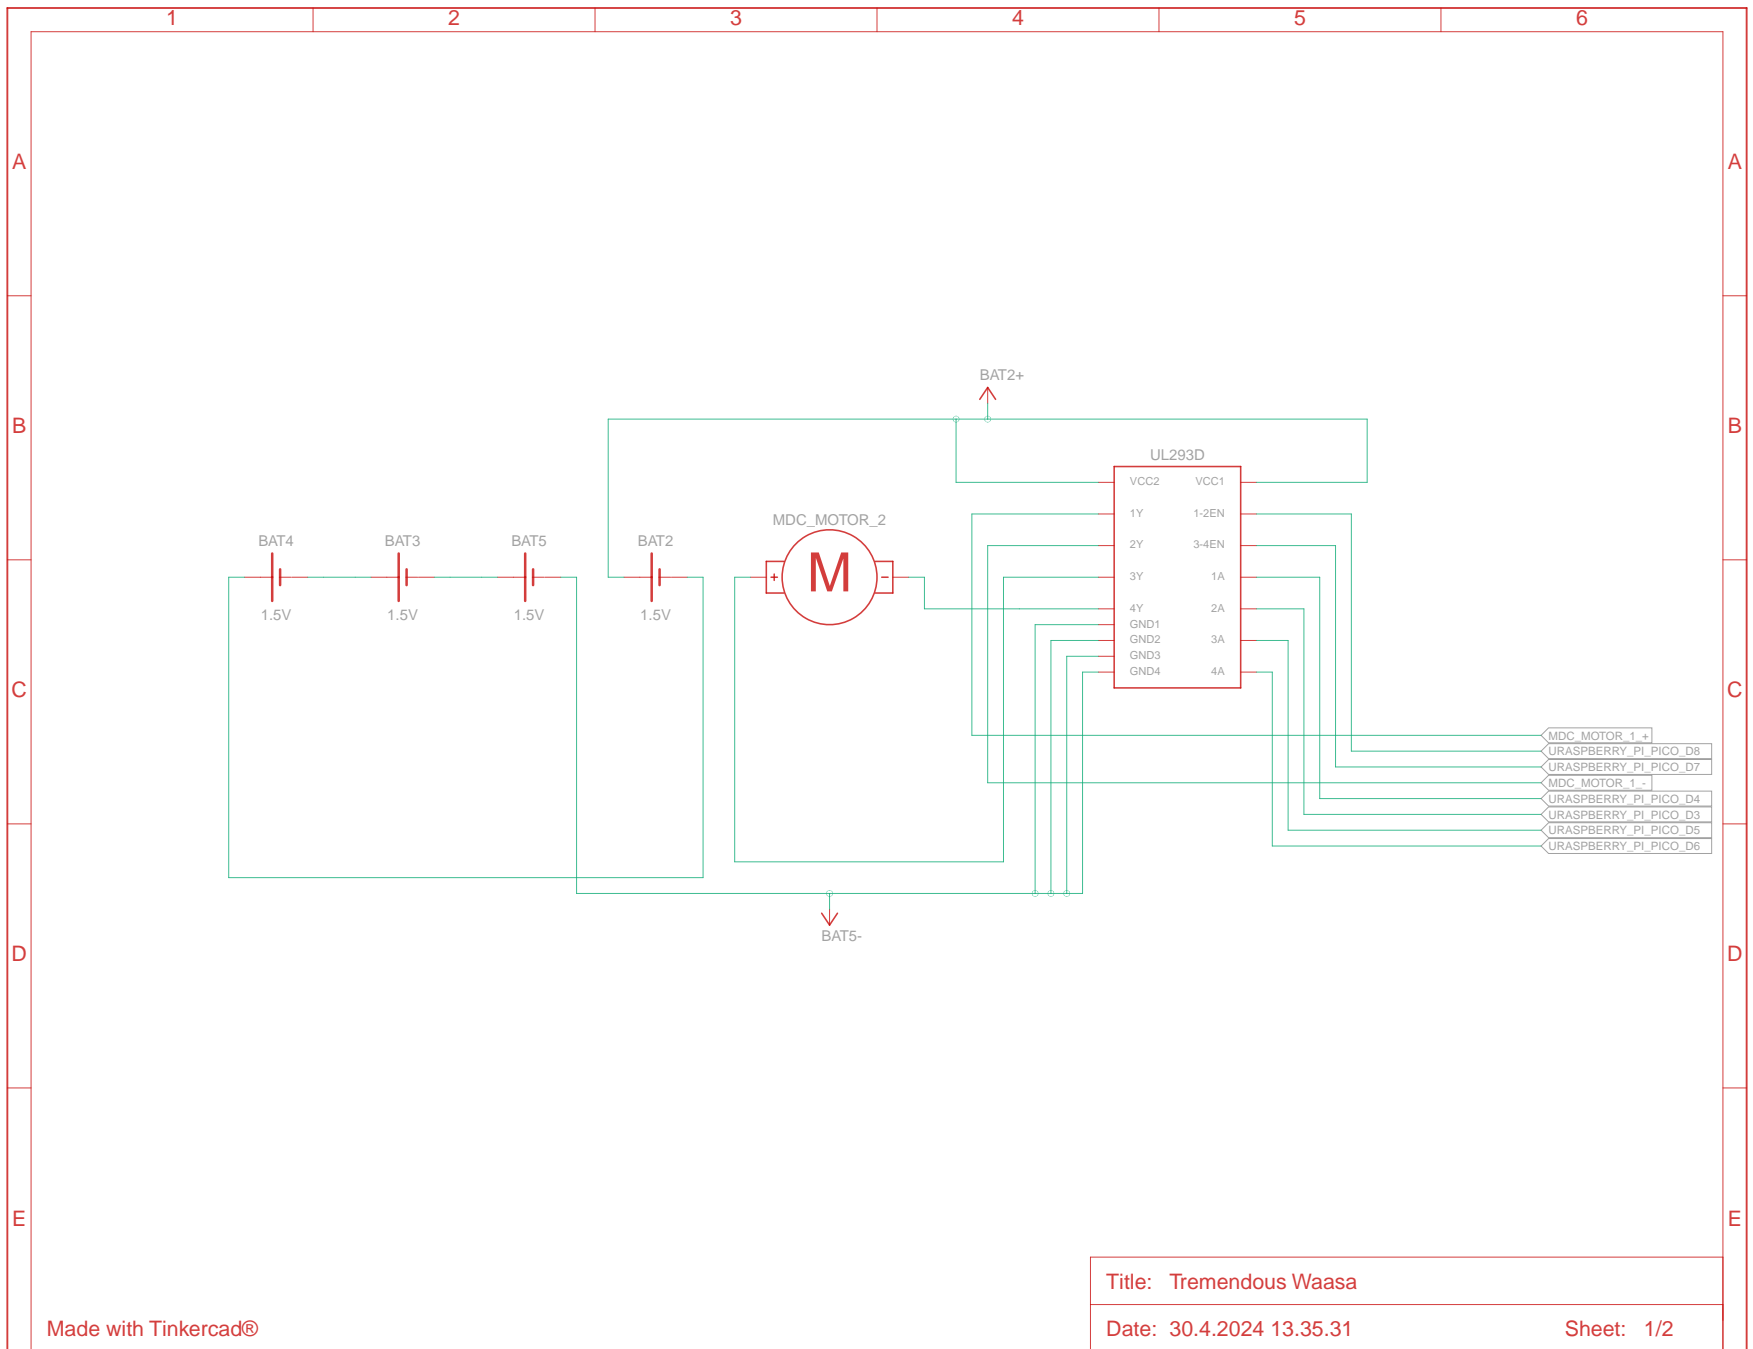 1 2 3 4 5 6
A A
BAT2+
B B
UL293D
VCC2 VCC1
1Y 1-2EN
MDC_MOTOR_2
BAT4 BAT3 BAT5 BAT2
2Y 3-4EN
M
+ -
3Y 1A
1.5V 1.5V 1.5V 1.5V
4Y 2A
GND1
GND2 3A
GND3
GND4 4A
C C
MDC_MOTOR_1_+
URASPBERRY_PI_PICO_D8
URASPBERRY_PI_PICO_D7
MDC_MOTOR_1_-
URASPBERRY_PI_PICO_D4
URASPBERRY_PI_PICO_D3
URASPBERRY_PI_PICO_D5
URASPBERRY_PI_PICO_D6
BAT5-
D D
E E
Title: Tremendous Waasa
Made with Tinkercad®
Date: 30.4.2024 13.35.31 Sheet: 1/2